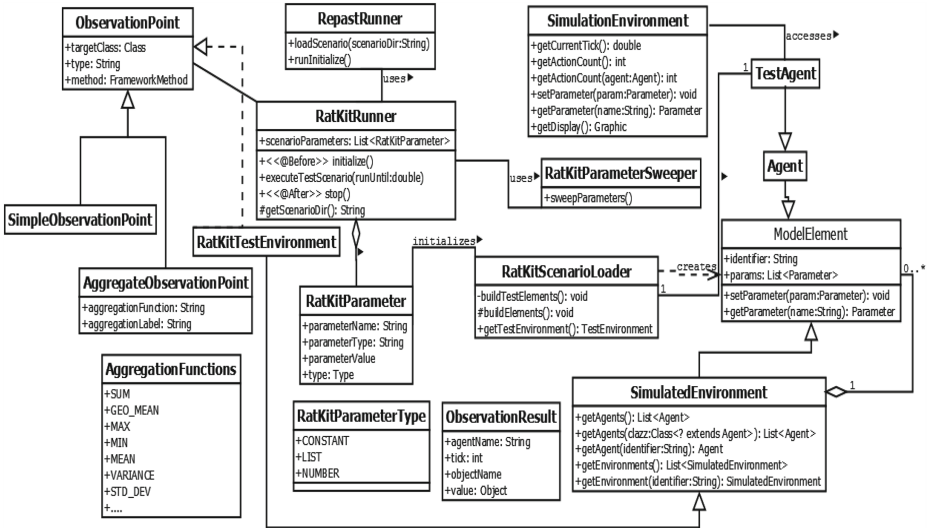 ObservationPoint
+targetClass: Class
+type: String
+method: FrameworkMethod
RepastRunner
+loadScenario(scenarioDir:String)
+runInitialize()
SimulationEnvironment
+getCurrentTick(): double
+getActionCount(): int
+getActionCount(agent:Agent): int
+setParameter(param:Parameter): void
+getParameter(name:String): Parameter
+getDisplay(): Graphic
accesses
1
TestAgent
uses
RatKitRunner
+scenarioParameters: List<RatKitParameter>
+<<@Before>> initialize()
+executeTestScenario(runUntil:double)
+<<@After>> stop()
#getScenarioDir(): String
uses
RatKitParameterSweeper
+sweepParameters()
Agent
SimpleObservationPoint
RatKitTestEnvironment
initializes
ModelElement
+identifier: String
+params: List<Parameter>
+setParameter(param:Parameter): void
+getParameter(name:String): Parameter
0..*
AggregateObservationPoint
+aggregationFunction: String
+aggregationLabel: String
RatKitParameter
+parameterName: String
+parameterType: String
+parameterValue
+type: Type
RatKitScenarioLoader
-buildTestElements(): void
#buildElements(): void
+getTestEnvironment(): TestEnvironment
creates
1
AggregationFunctions
+SUM
+GEO_MEAN
+MAX
+MIN
+MEAN
+VARIANCE
+STD_DEV
+....
RatKitParameterType
+CONSTANT
+LIST
+NUMBER
ObservationResult
+agentName: String
+tick: int
+objectName
+value: Object
SimulatedEnvironment
+getAgents(): List<Agent>
+getAgents(clazz:Class<? extends Agent>): List<Agent>
+getAgent(identifier:String): Agent
+getEnvironments(): List<SimulatedEnvironment>
+getEnvironment(identifier:String): SimulatedEnvironment
1